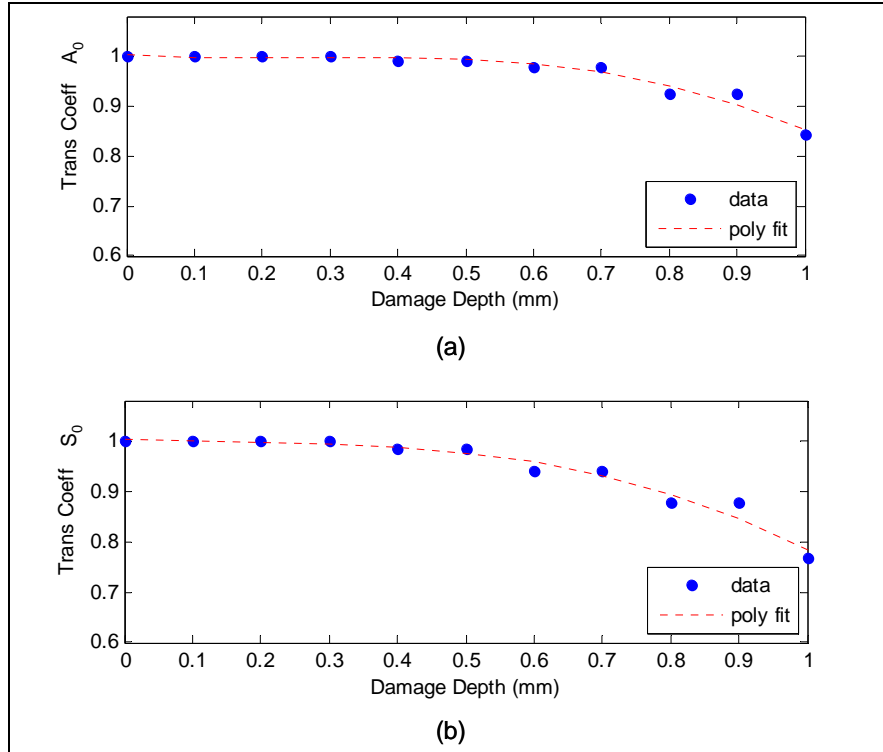 Trans Coeff A0
1
0.9
0.8
0.7
0.6
0 0.1 0.2 0.3 0.4 0.5 0.6 0.7 0.8 0.9 1
Damage Depth (mm)
data
poly fit
(a)
Trans Coeff S0
1
0.9
0.8
0.7
0.6
0 0.1 0.2 0.3 0.4 0.5 0.6 0.7 0.8 0.9 1
Damage Depth (mm)
data
poly fit
(b)